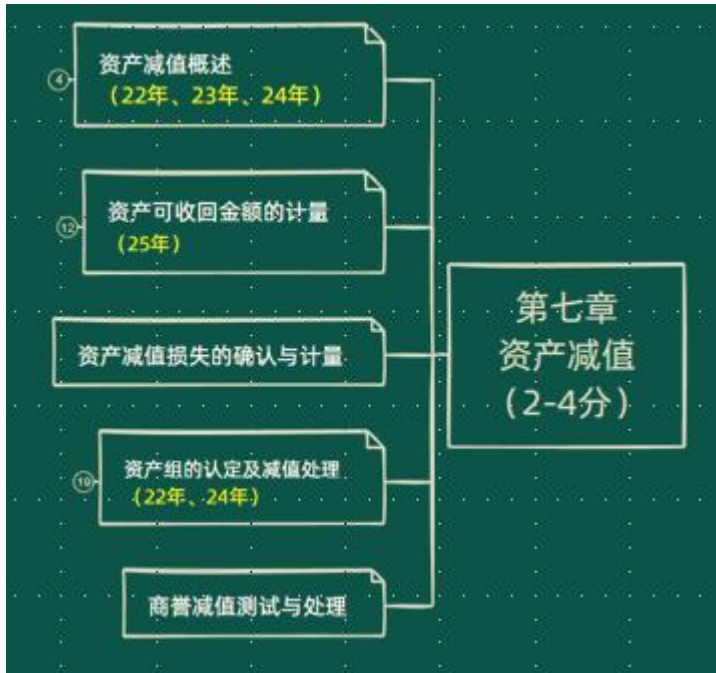 资产减值概述
（22年、23年、24年）
4
资产可收回金额的计量
（25年）
12
资产减值损失的确认与计量
资产组的认定及减值处理
（22年、24年）
19
商誉减值测试与处理
第七章
资产减值
（2-4分）